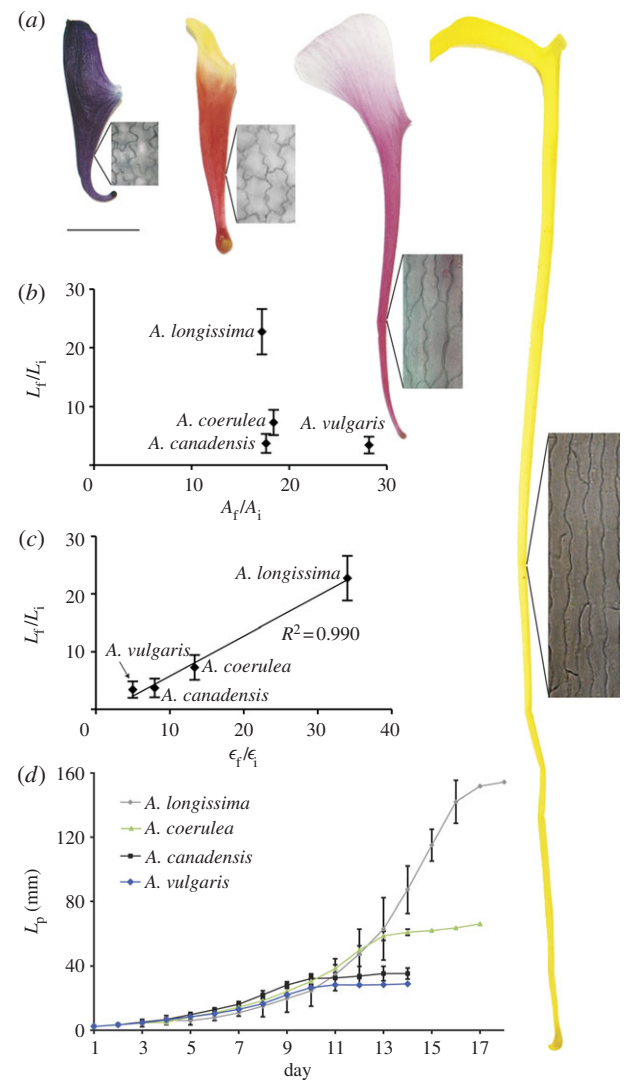 (a)
(b)
30
20
10
0
L_f/L_i
A. longissima
A. coerulea
A. vulgaris
A. canadensis
0 10 20 30
A_f/A_i
(c)
30
20
10
0
L_f/L_i
A. longissima
R² = 0.990
A. vulgaris
A. coerulea
A. canadensis
0 10 20 30 40
ϵ_f/ϵ_i
(d)
160
120
80
40
0
L_p (mm)
A. longissima
A. coerulea
A. canadensis
A. vulgaris
1 3 5 7 9 11 13 15 17
day